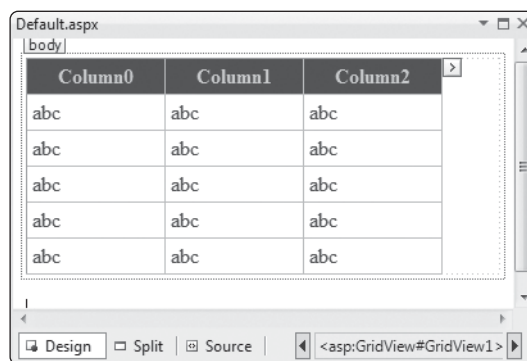 Default.aspx
body
Column0 Column1 Column2
abc abc abc
abc abc abc
abc abc abc
abc abc abc
abc abc abc
Design Split Source <asp:GridView#GridView1>